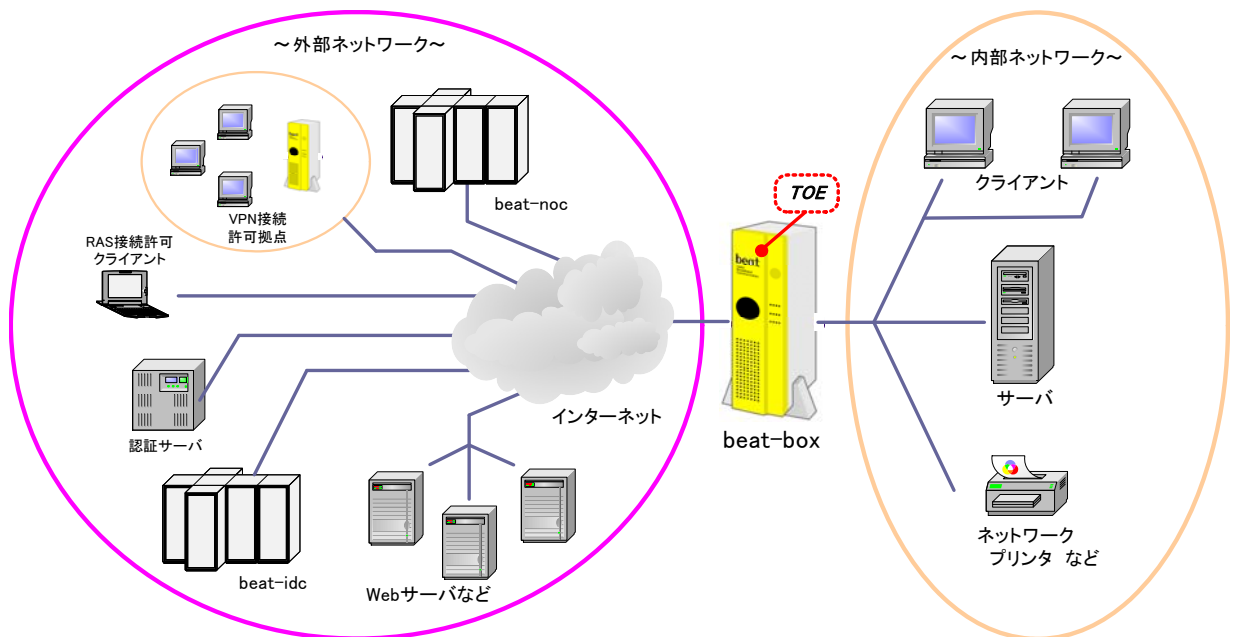 ～外部ネットワーク～
VPN接続
許可拠点
beat-noc
RAS接続許可
クライアント
認証サーバ
beat-idc
Webサーバなど
インターネット
TOE
beat
beat-box
～内部ネットワーク～
クライアント
サーバ
ネットワーク
プリンタ など